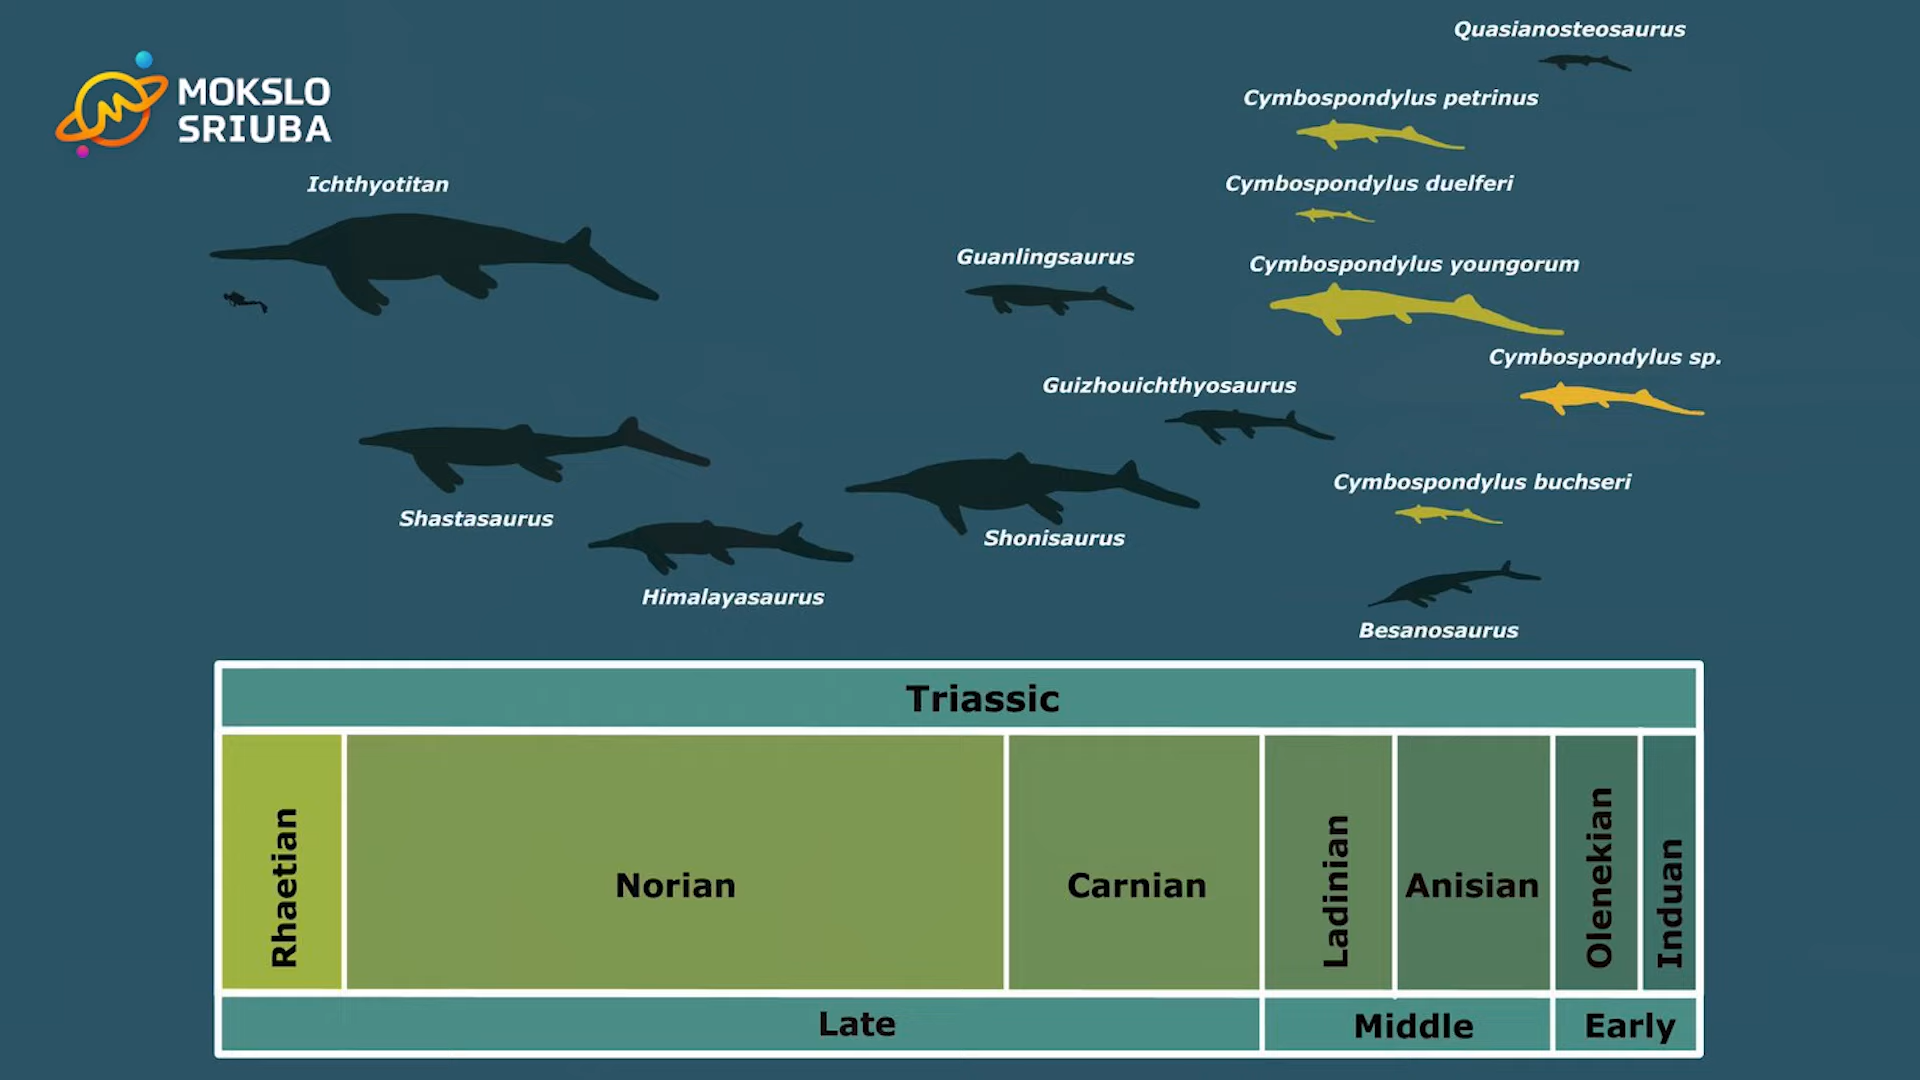 MOKSLO
SRIUBA
Quasianosteosaurus
Cymbospondylus petrinus
Ichthyotitan
Cymbospondylus duelferi
Guanlingsaurus
Cymbospondylus youngorum
Cymbospondylus sp.
Guizhouichthyosaurus
Cymbospondylus buchseri
Shastasaurus
Shonisaurus
Himalayasaurus
Besanosaurus
Triassic
Rhaetian
Norian
Carnian
Ladinian
Anisian
Olenekian
Induan
Late
Middle
Early